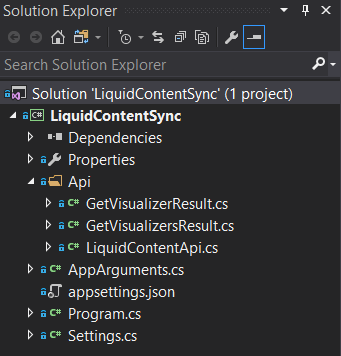 Solution Explorer
Search Solution Explorer
Solution 'LiquidContentSync' (1 project)
C# LiquidContentSync
Dependencies
Properties
Api
C# GetVisualizerResult.cs
C# GetVisualizersResult.cs
C# LiquidContentApi.cs
C# AppArguments.cs
appsettings.json
C# Program.cs
C# Settings.cs